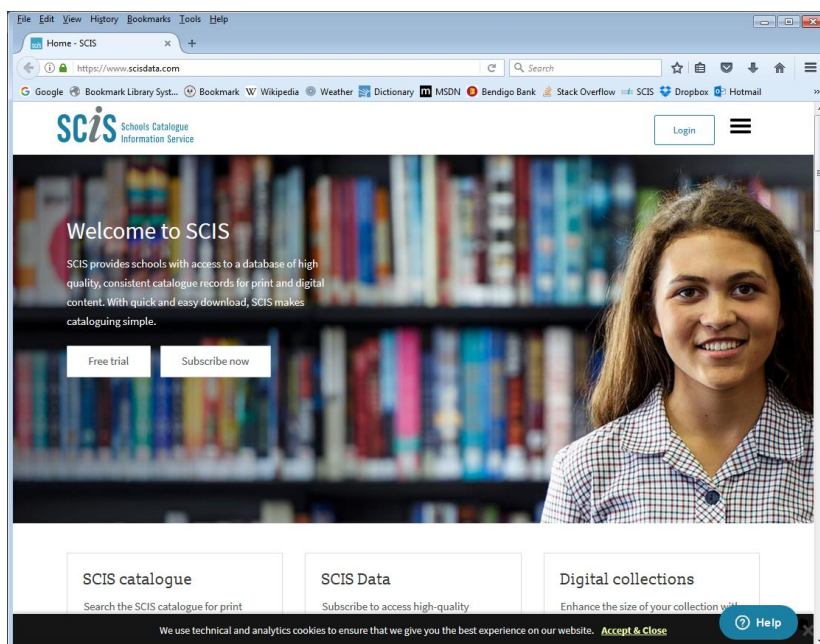 File Edit View History Bookmarks Tools Help
Home - SCIS
https://www.scisdata.com
Search
Google Bookmark Library Syst... Bookmark Wikipedia Weather Dictionary MSDN Bendigo Bank Stack Overflow SCIS Dropbox Hotmail
scis Schools Catalogue
Information Service
Login
Welcome to SCIS
SCIS provides schools with access to a database of high
quality, consistent catalogue records for print and digital
content. With quick and easy download, SCIS makes
cataloguing simple.
Free trial Subscribe now
SCIS catalogue SCIS Data Digital collections
Search the SCIS catalogue for print Subscribe to access high-quality Enhance the size of your collection
Help
We use technical and analytics cookies to ensure that we give you the best experience on our website. Accept & Close